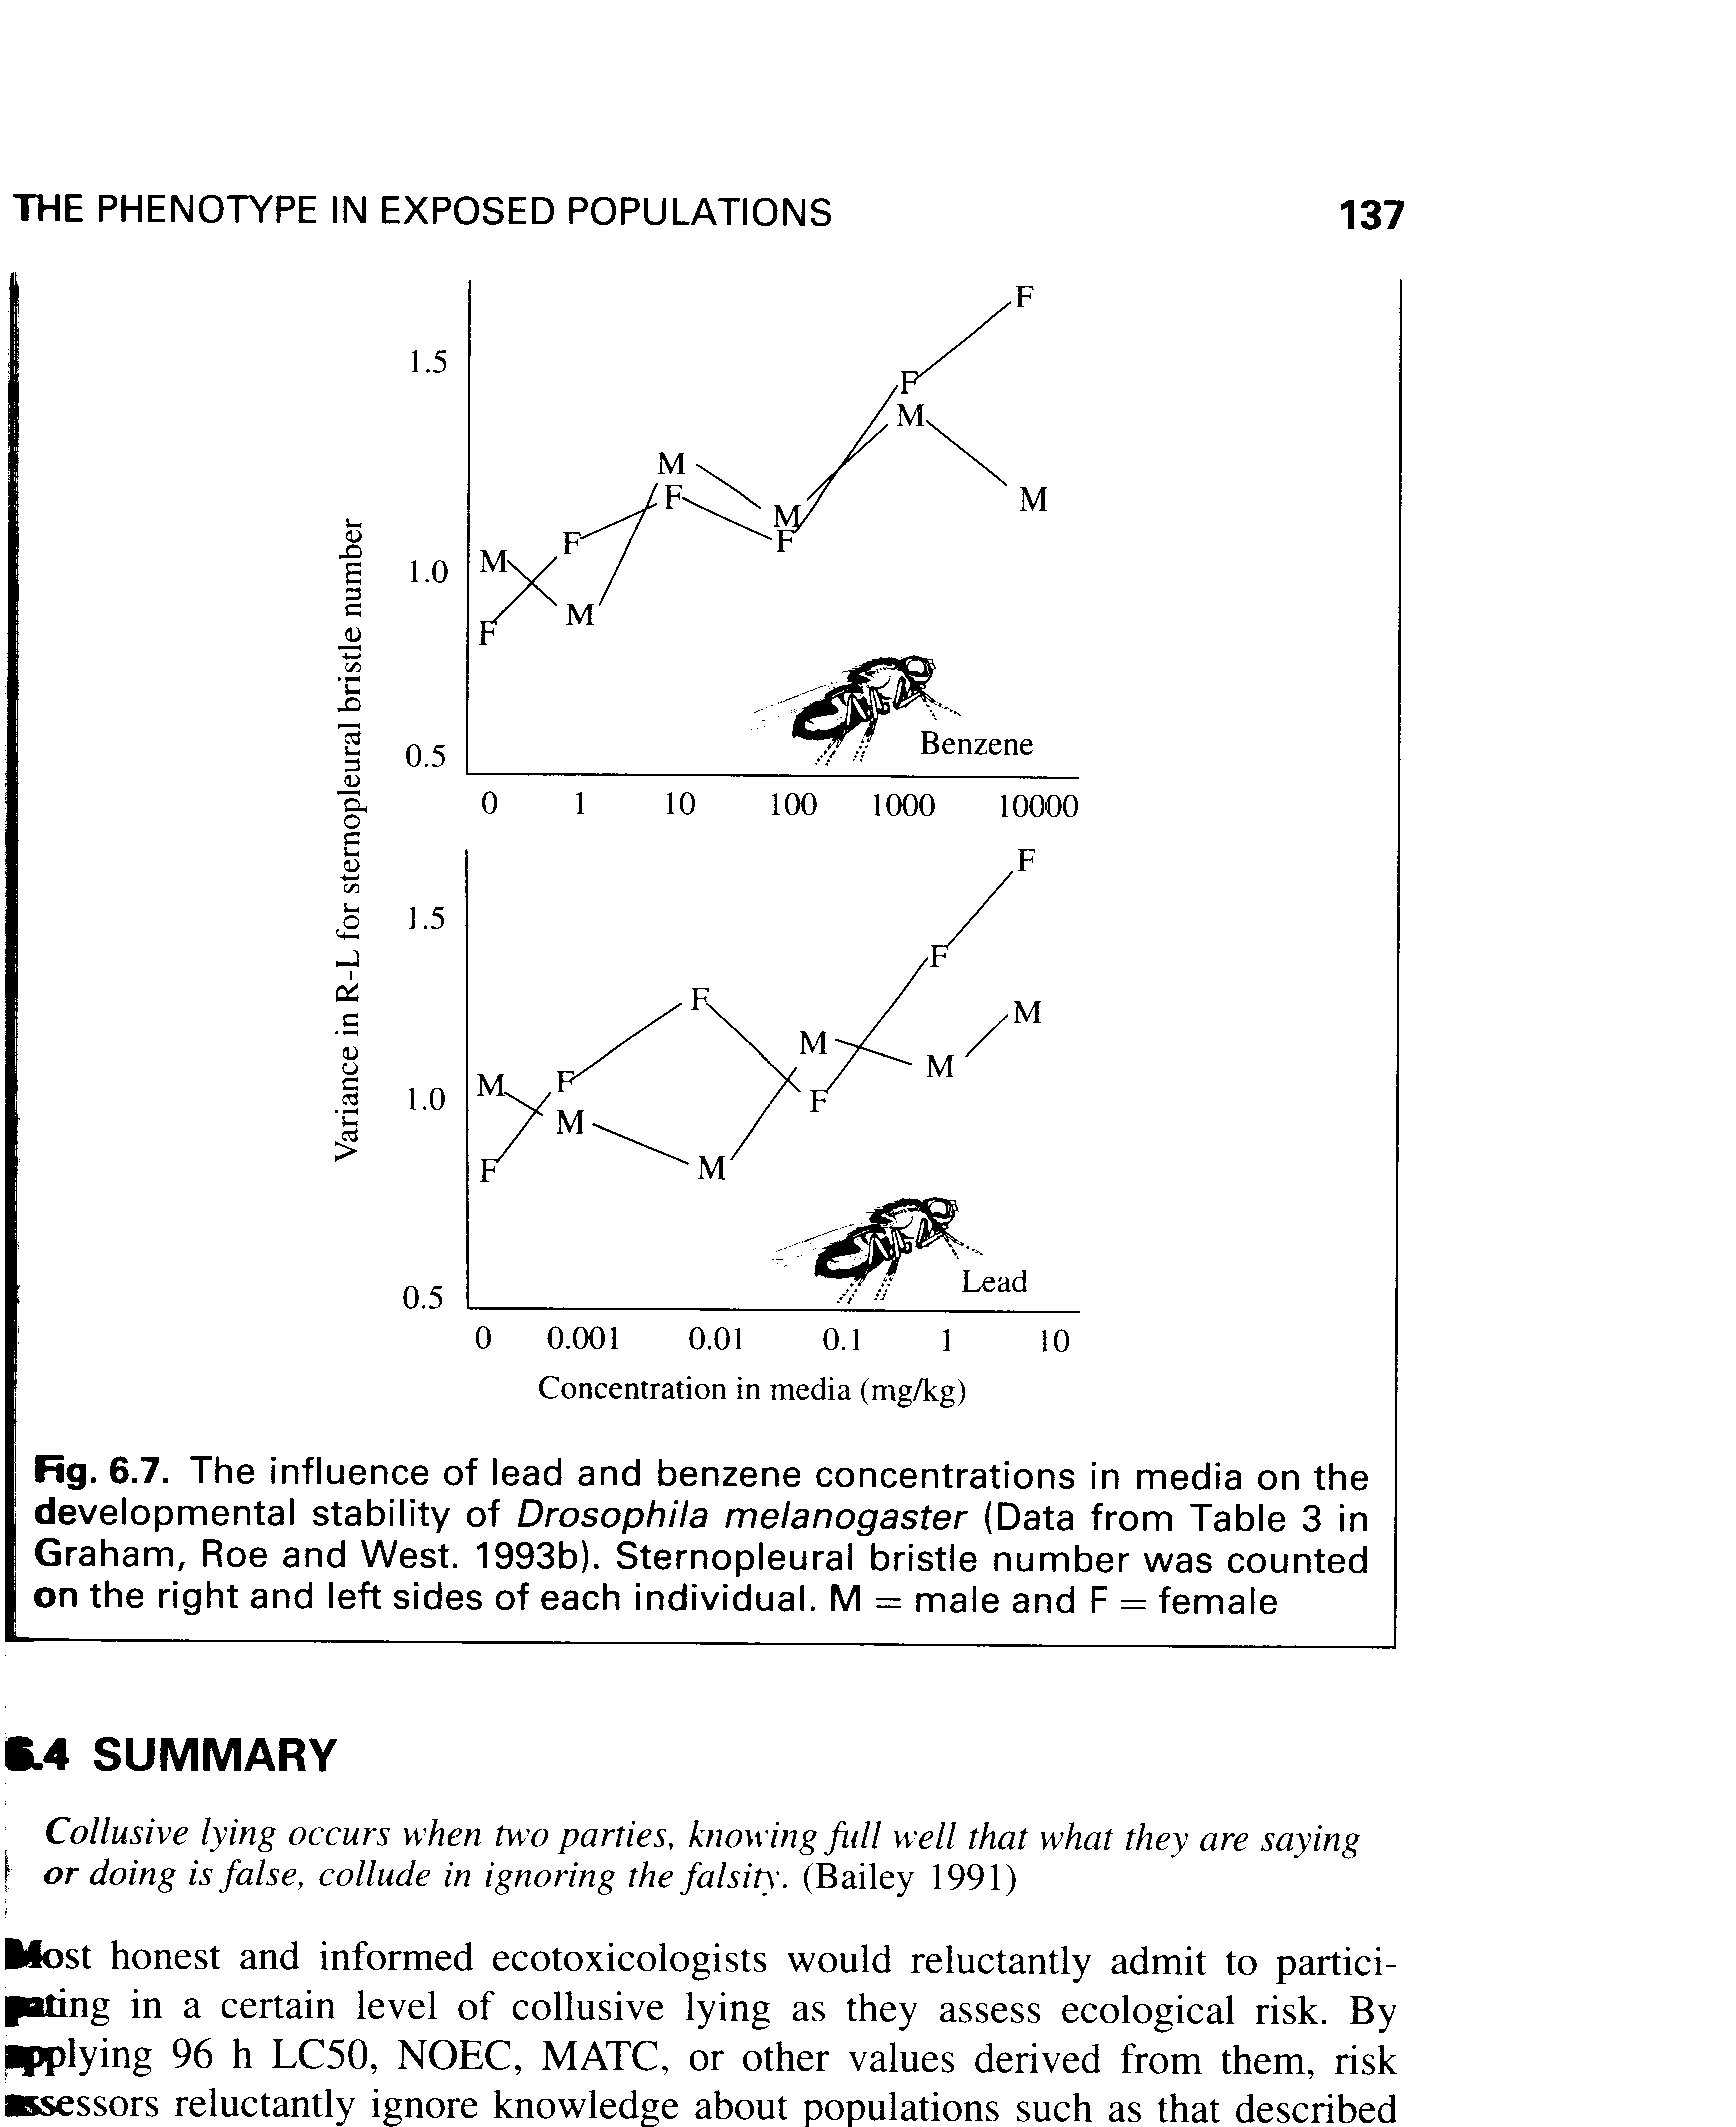 THE PHENOTYPE IN EXPOSED POPULATIONS 137
Variance in R-L for sternopleural bristle number
1.5
1.0
0.5
F
F
M
M
F
M
M
F
M
F
M
F
Benzene
0 1 10 100 1000 10000
1.5
1.0
0.5
F
F
F
M
M
M
M
F
F
M
M
F
Lead
0 0.001 0.01 0.1 1 10
Concentration in media (mg/kg)
Fig. 6.7. The influence of lead and benzene concentrations in media on the
developmental stability of Drosophila melanogaster (Data from Table 3 in
Graham, Roe and West. 1993b). Sternopleural bristle number was counted
on the right and left sides of each individual. M = male and F = female
6.4 SUMMARY
Collusive lying occurs when two parties, knowing full well that what they are saying
or doing is false, collude in ignoring the falsity. (Bailey 1991)
Most honest and informed ecotoxicologists would reluctantly admit to partici-
pating in a certain level of collusive lying as they assess ecological risk. By
applying 96 h LC50, NOEC, MATC, or other values derived from them, risk
assessors reluctantly ignore knowledge about populations such as that described